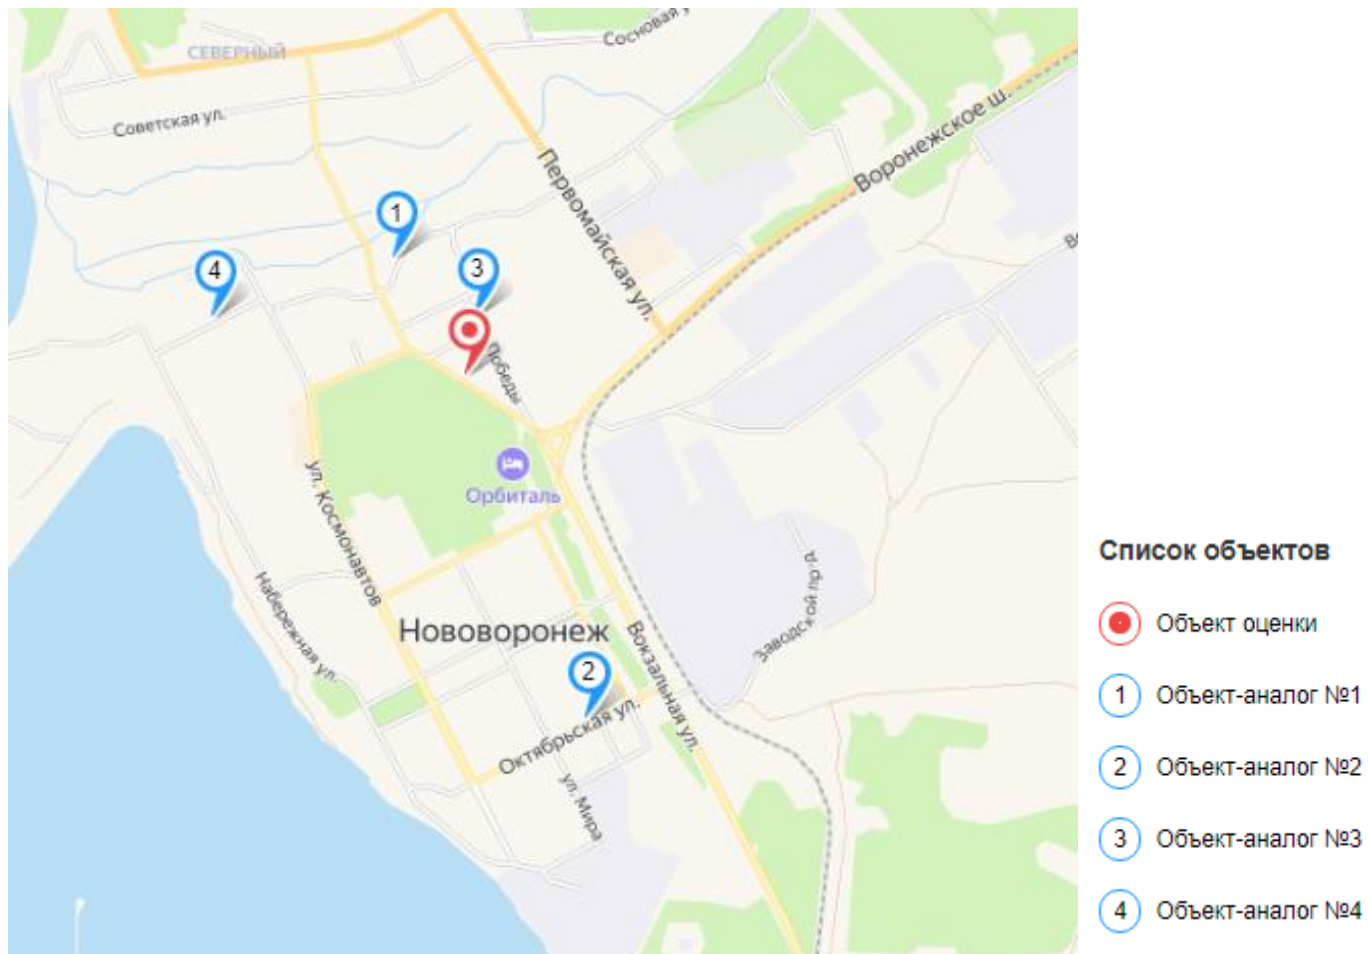 Сосновая у
СЕВЕРНЫЙ
Советская ул.
Первомайская ул.
Воронежское ш.
1
3
4
Победы
Орбиталь
ул. Космонавтов
Набережная ул.
Нововоронеж
Вокзальная ул.
Заводской пр-д
2
Октябрьская ул.
ул. Мира
Список объектов
Объект оценки
1 Объект-аналог №1
2 Объект-аналог №2
3 Объект-аналог №3
4 Объект-аналог №4